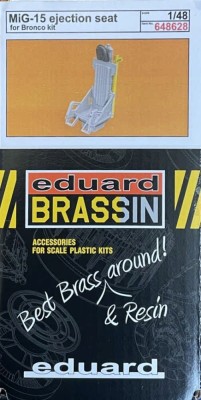 MiG-15 ejection seat
for Bronco kit
1/48
648628
eduard
BRASSIN
ACCESSORIES
FOR SCALE PLASTIC KITS
Best Brass around!
& Resin
eduard